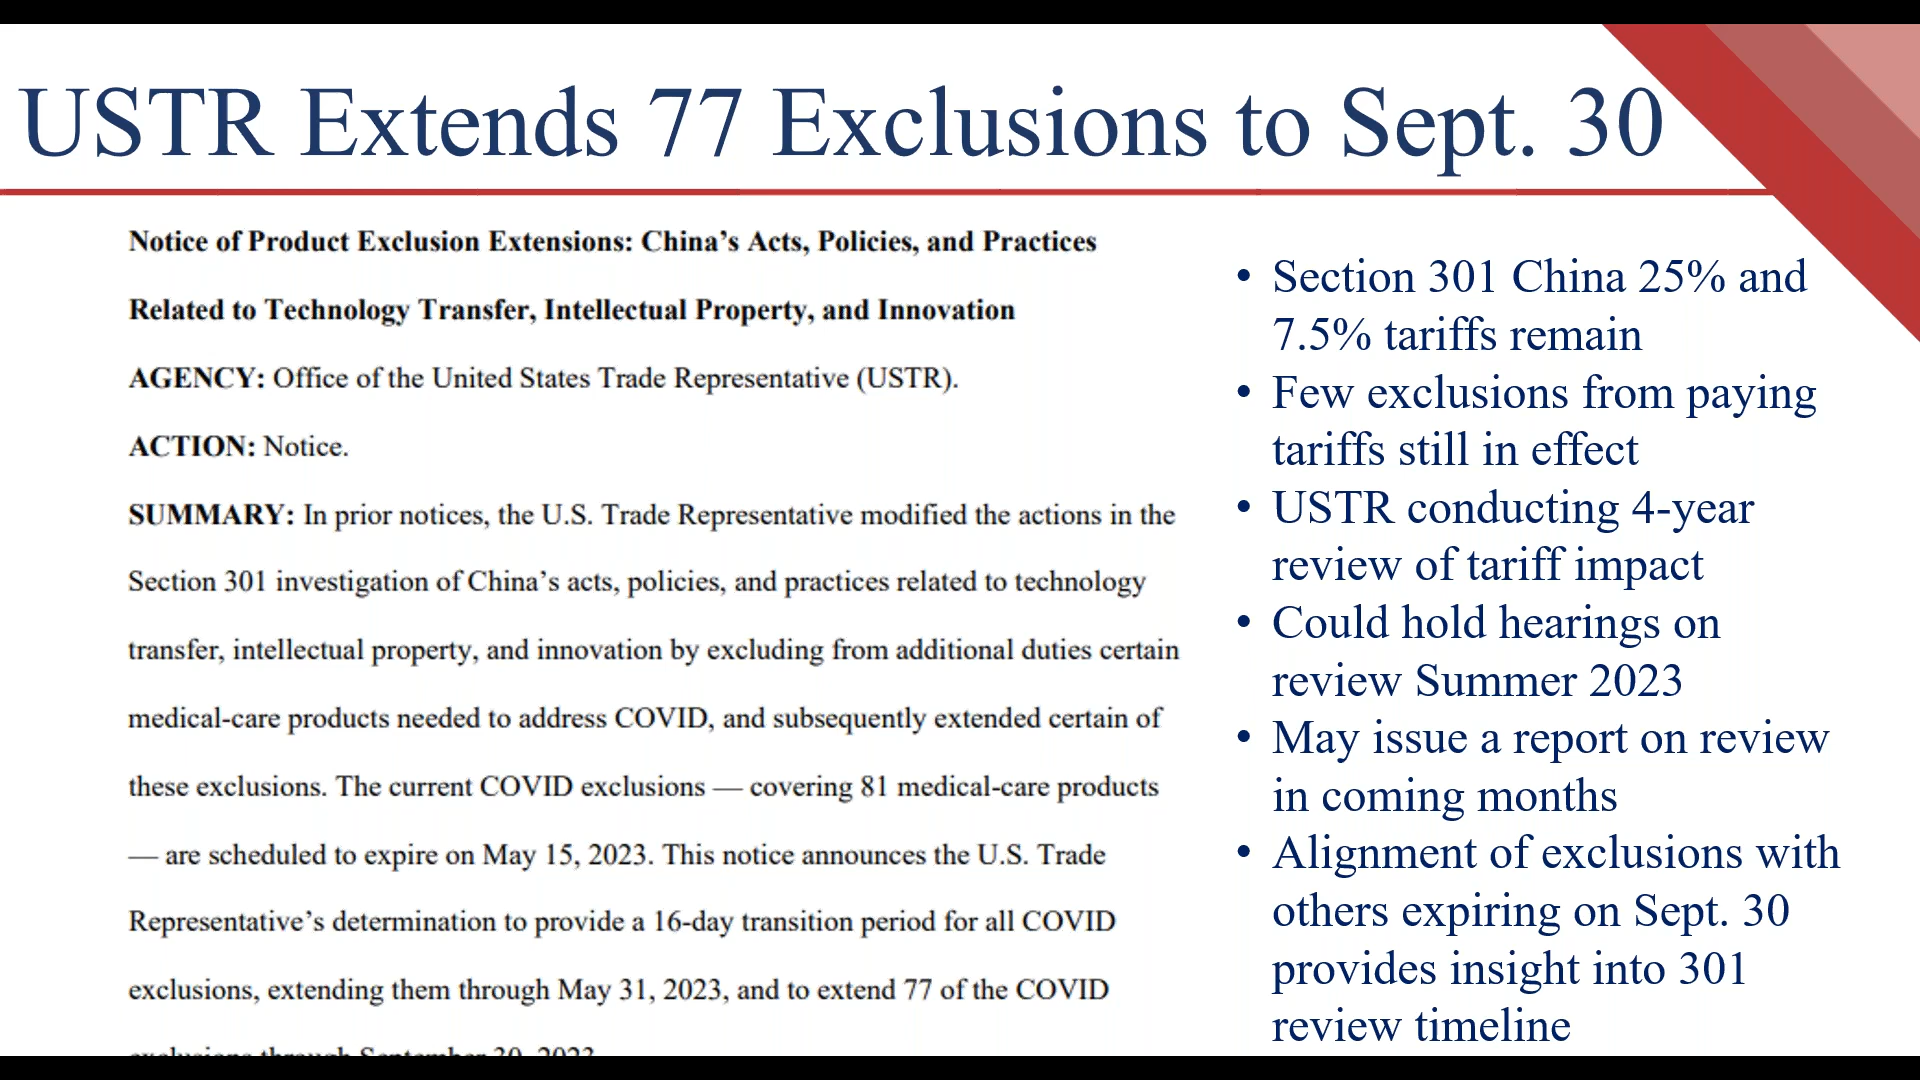 USTR Extends 77 Exclusions to Sept. 30
Notice of Product Exclusion Extensions: China’s Acts, Policies, and Practices
Related to Technology Transfer, Intellectual Property, and Innovation
AGENCY: Office of the United States Trade Representative (USTR).
ACTION: Notice.
SUMMARY: In prior notices, the U.S. Trade Representative modified the actions in the
Section 301 investigation of China’s acts, policies, and practices related to technology
transfer, intellectual property, and innovation by excluding from additional duties certain
medical-care products needed to address COVID, and subsequently extended certain of
these exclusions. The current COVID exclusions — covering 81 medical-care products
— are scheduled to expire on May 15, 2023. This notice announces the U.S. Trade
Representative’s determination to provide a 16-day transition period for all COVID
exclusions, extending them through May 31, 2023, and to extend 77 of the COVID
exclusions through September 30, 2023.
• Section 301 China 25% and
7.5% tariffs remain
• Few exclusions from paying
tariffs still in effect
• USTR conducting 4-year
review of tariff impact
• Could hold hearings on
review Summer 2023
• May issue a report on review
in coming months
• Alignment of exclusions with
others expiring on Sept. 30
provides insight into 301
review timeline